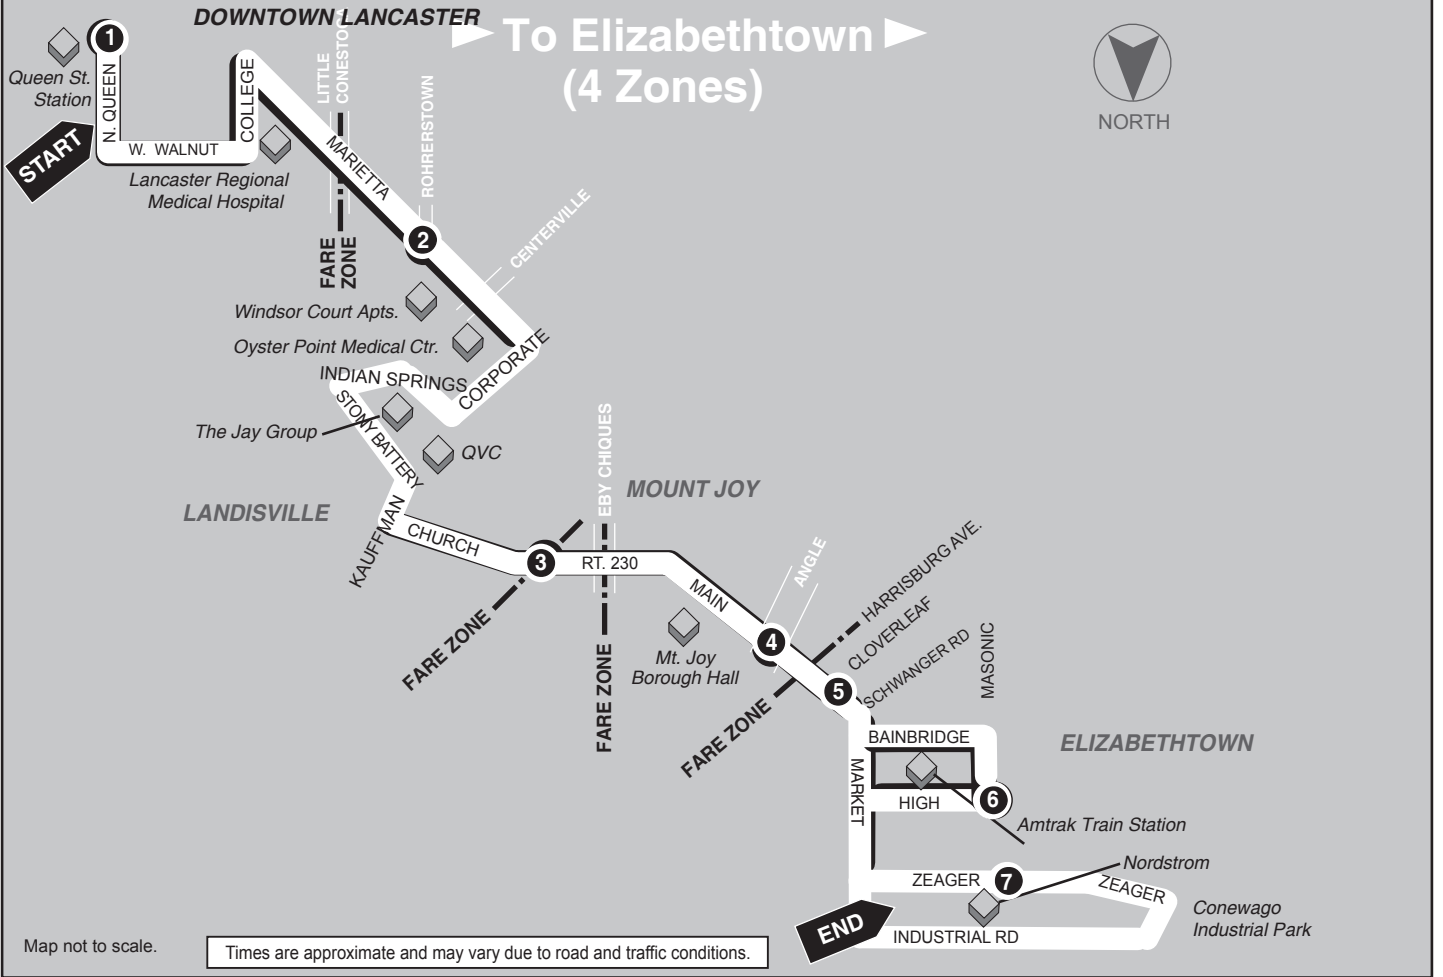 DOWNTOWN LANCASTER
To Elizabethtown
(4 Zones)
NORTH
1
Queen St.
Station
N. QUEEN
START
W. WALNUT
COLLEGE
Lancaster Regional
Medical Hospital
LITTLE
CONESTOGA
MARIETTA
ROHRERSTOWN
FARE
ZONE
2
CENTERVILLE
Windsor Court Apts.
Oyster Point Medical Ctr.
CORPORATE
INDIAN SPRINGS
STONY BATTERY
The Jay Group
QVC
LANDISVILLE
KAUFFMAN
CHURCH
EBY CHIQUES
MOUNT JOY
3
RT. 230
FARE ZONE
FARE ZONE
MAIN
ANGLE
4
Mt. Joy
Borough Hall
HARRISBURG AVE.
CLOVERLEAF
SCHWANGER RD
MASONIC
5
FARE ZONE
BAINBRIDGE
ELIZABETHTOWN
MARKET
HIGH
6
Amtrak Train Station
Nordstrom
ZEAGER
7
ZEAGER
Conewago
Industrial Park
END
INDUSTRIAL RD
Map not to scale.
Times are approximate and may vary due to road and traffic conditions.